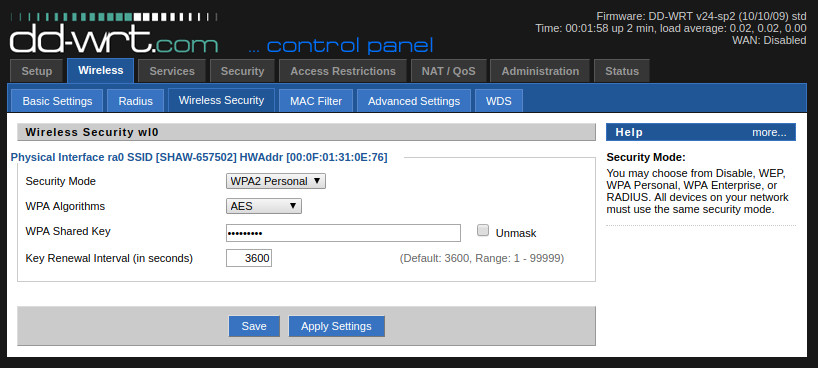 dd-wrt.com ... control panel
Firmware: DD-WRT v24-sp2 (10/10/09) std
Time: 00:01:58 up 2 min, load average: 0.02, 0.02, 0.00
WAN: Disabled
Setup Wireless Services Security Access Restrictions NAT / QoS Administration Status
Basic Settings Radius Wireless Security MAC Filter Advanced Settings WDS
Wireless Security wl0
Physical Interface ra0 SSID [SHAW-657502] HWAddr [00:0F:01:31:0E:76]
Security Mode WPA2 Personal
WPA Algorithms AES
WPA Shared Key ••••••••• Unmask
Key Renewal Interval (in seconds) 3600 (Default: 3600, Range: 1 - 99999)
Save Apply Settings
Help more...
Security Mode:
You may choose from Disable, WEP,
WPA Personal, WPA Enterprise, or
RADIUS. All devices on your network
must use the same security mode.